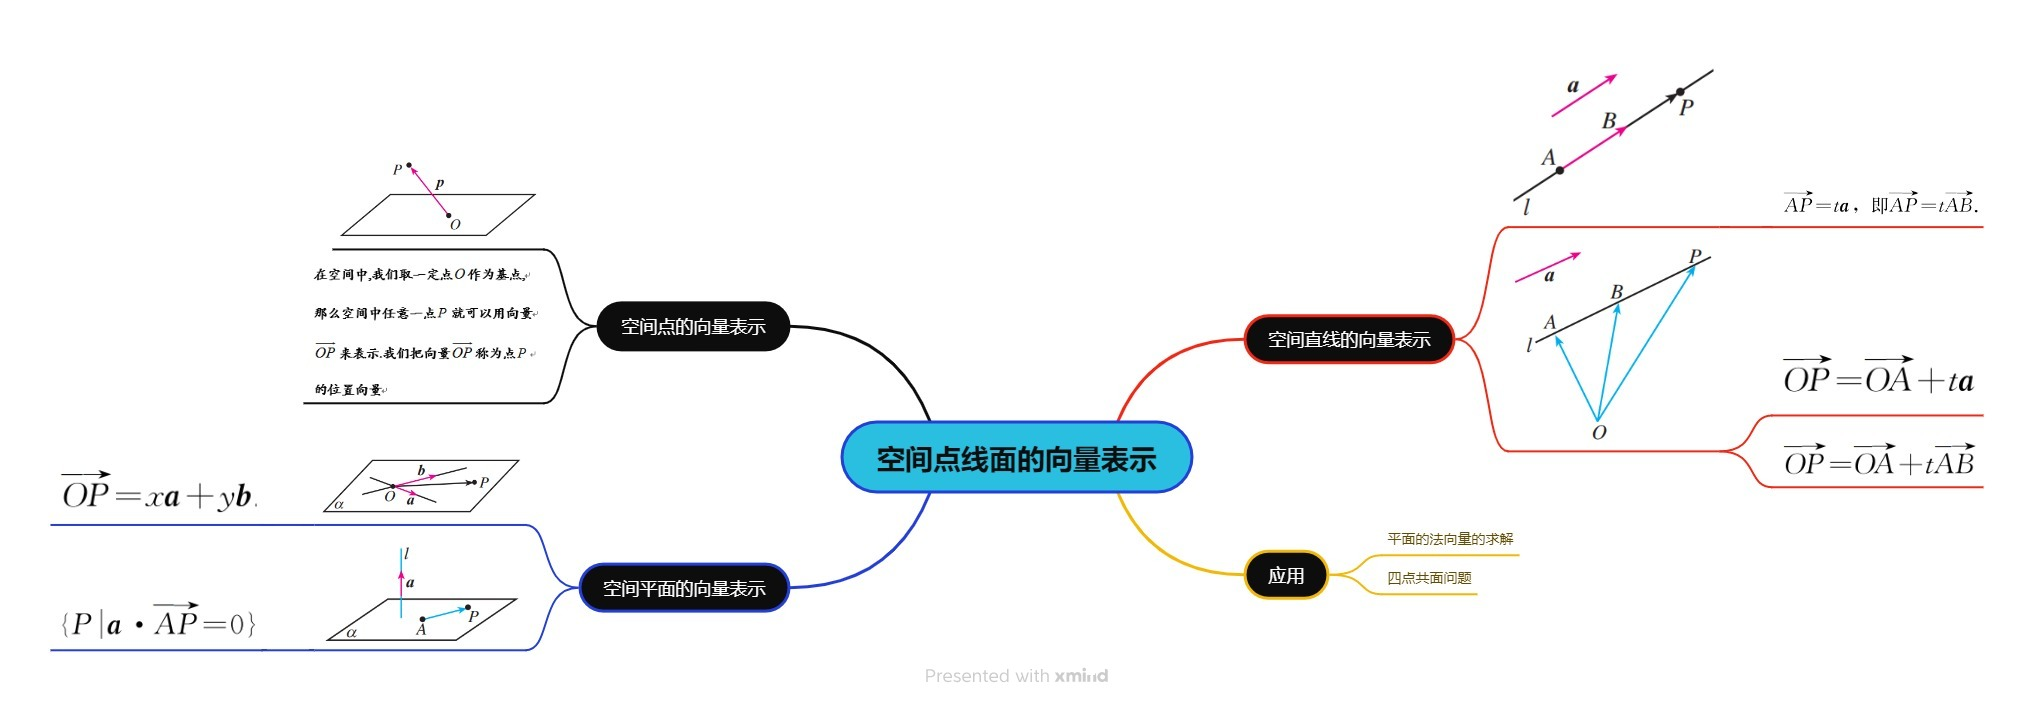 空间点线面的向量表示
空间点的向量表示
P
p
O
在空间中,我们取一定点O作为基点,
那么空间中任意一点P 就可以用向量
OP 来表示.我们把向量OP 称为点P
的位置向量
空间平面的向量表示
b
O
a
P
α
OP=xa+yb.
l
a
A
P
α
{P|a·AP=0}
空间直线的向量表示
a
B
P
A
l
AP=ta，即AP=tAB.
a
P
B
A
l
O
OP=OA+ta
OP=OA+tAB
应用
平面的法向量的求解
四点共面问题
Presented with xmind